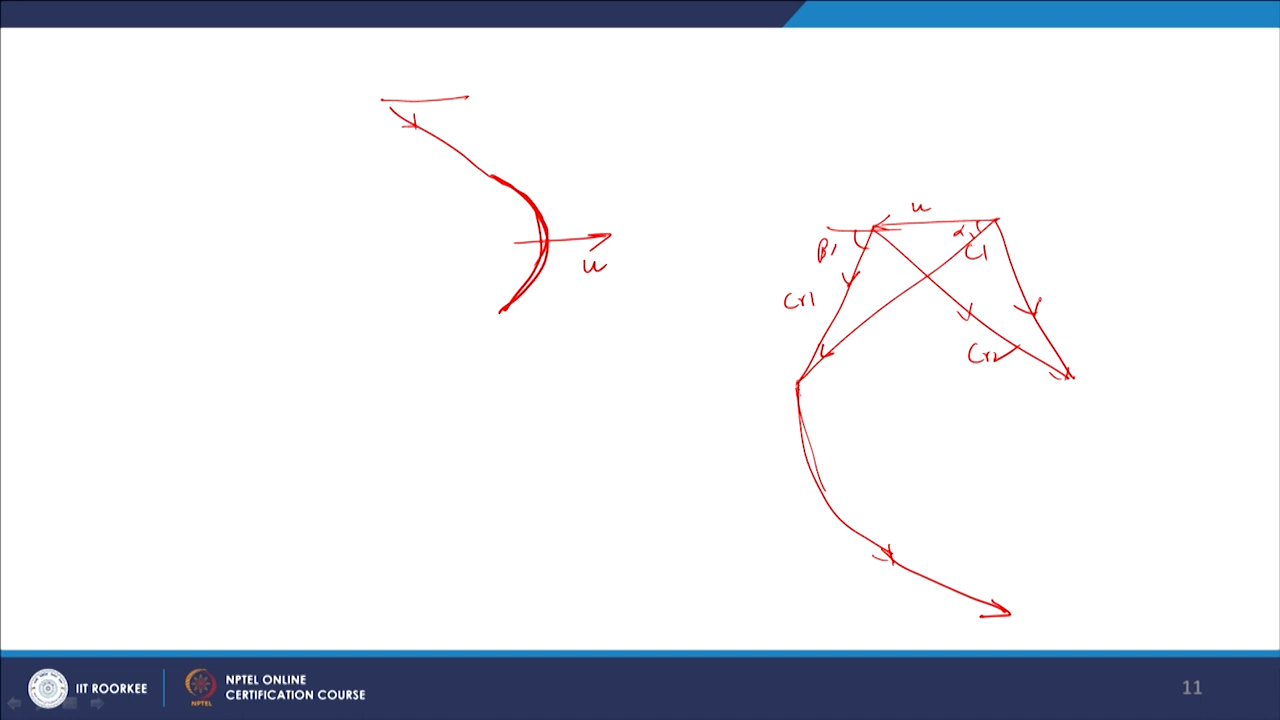 u
u
α1
β1
C1
Cr1
Cr2
IIT ROORKEE
NPTEL ONLINE
CERTIFICATION COURSE
11